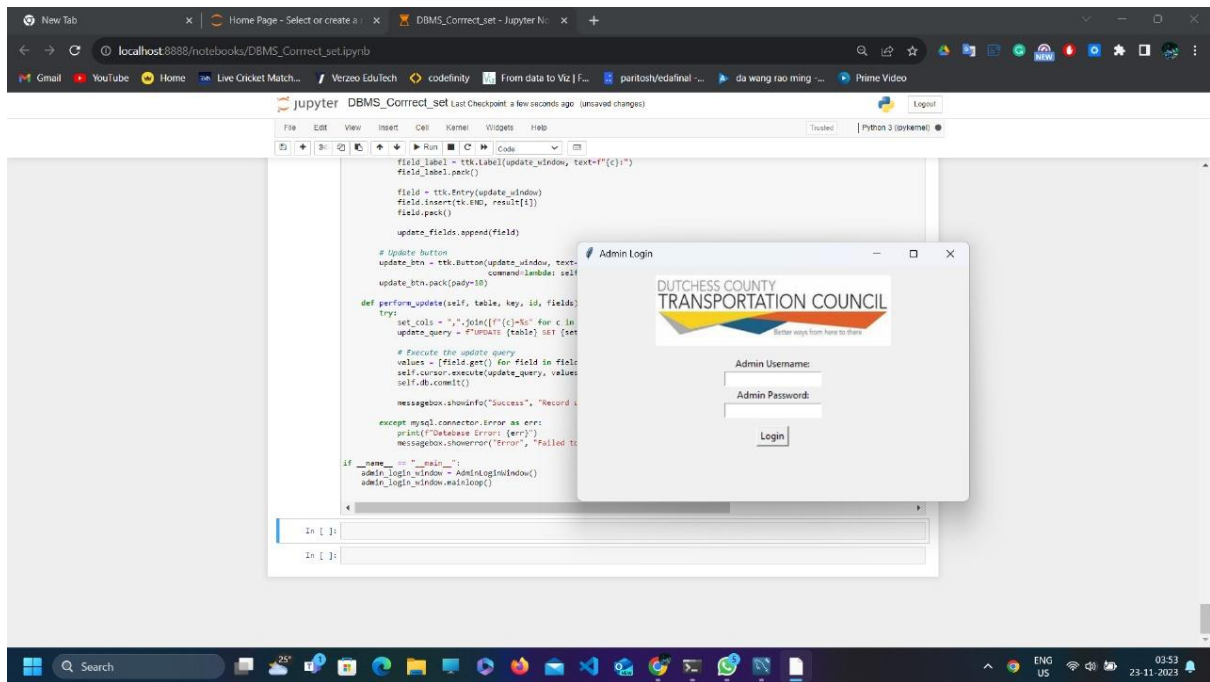 New Tab
Home Page - Select or create a
DBMS_Corrrect_set - Jupyter No
localhost:8888/notebooks/DBMS_Corrrect_set.ipynb
NEW
Gmail YouTube Home Live Cricket Match... Verzeo EduTech codefinity From data to Viz | F... paritosh/edafinal -... da wang rao ming -... Prime Video
jupyter DBMS_Corrrect_set Last Checkpoint: a few seconds ago (unsaved changes) Logout
File Edit View Insert Cell Kernel Widgets Help Trusted Python 3 (ipykernel)
Run Code
field_label = ttk.Label(update_window, text=f"{c}:")
field_label.pack()
field = ttk.Entry(update_window)
field.insert(tk.END, result[i])
field.pack()
update_fields.append(field)
# Update button
update_btn = ttk.Button(update_window, text=
command=lambda: self
update_btn.pack(pady=10)
def perform_update(self, table, key, id, fields)
try:
set_cols = ",".join([f"{c}=%s" for c in
update_query = f"UPDATE {table} SET {set
# Execute the update query
values = [field.get() for field in field
self.cursor.execute(update_query, values
self.db.commit()
messagebox.showinfo("Success", "Record u
except mysql.connector.Error as err:
print(f"Database Error: {err}")
messagebox.showerror("Error", "Failed to
if __name__ == "__main__":
admin_login_window = AdminLoginWindow()
admin_login_window.mainloop()
In [ ]:
In [ ]:
Admin Login
DUTCHESS COUNTY
TRANSPORTATION COUNCIL
Better ways from here to there
Admin Username:
Admin Password:
Login
Search
25°
ENG
US
03:53
23-11-2023